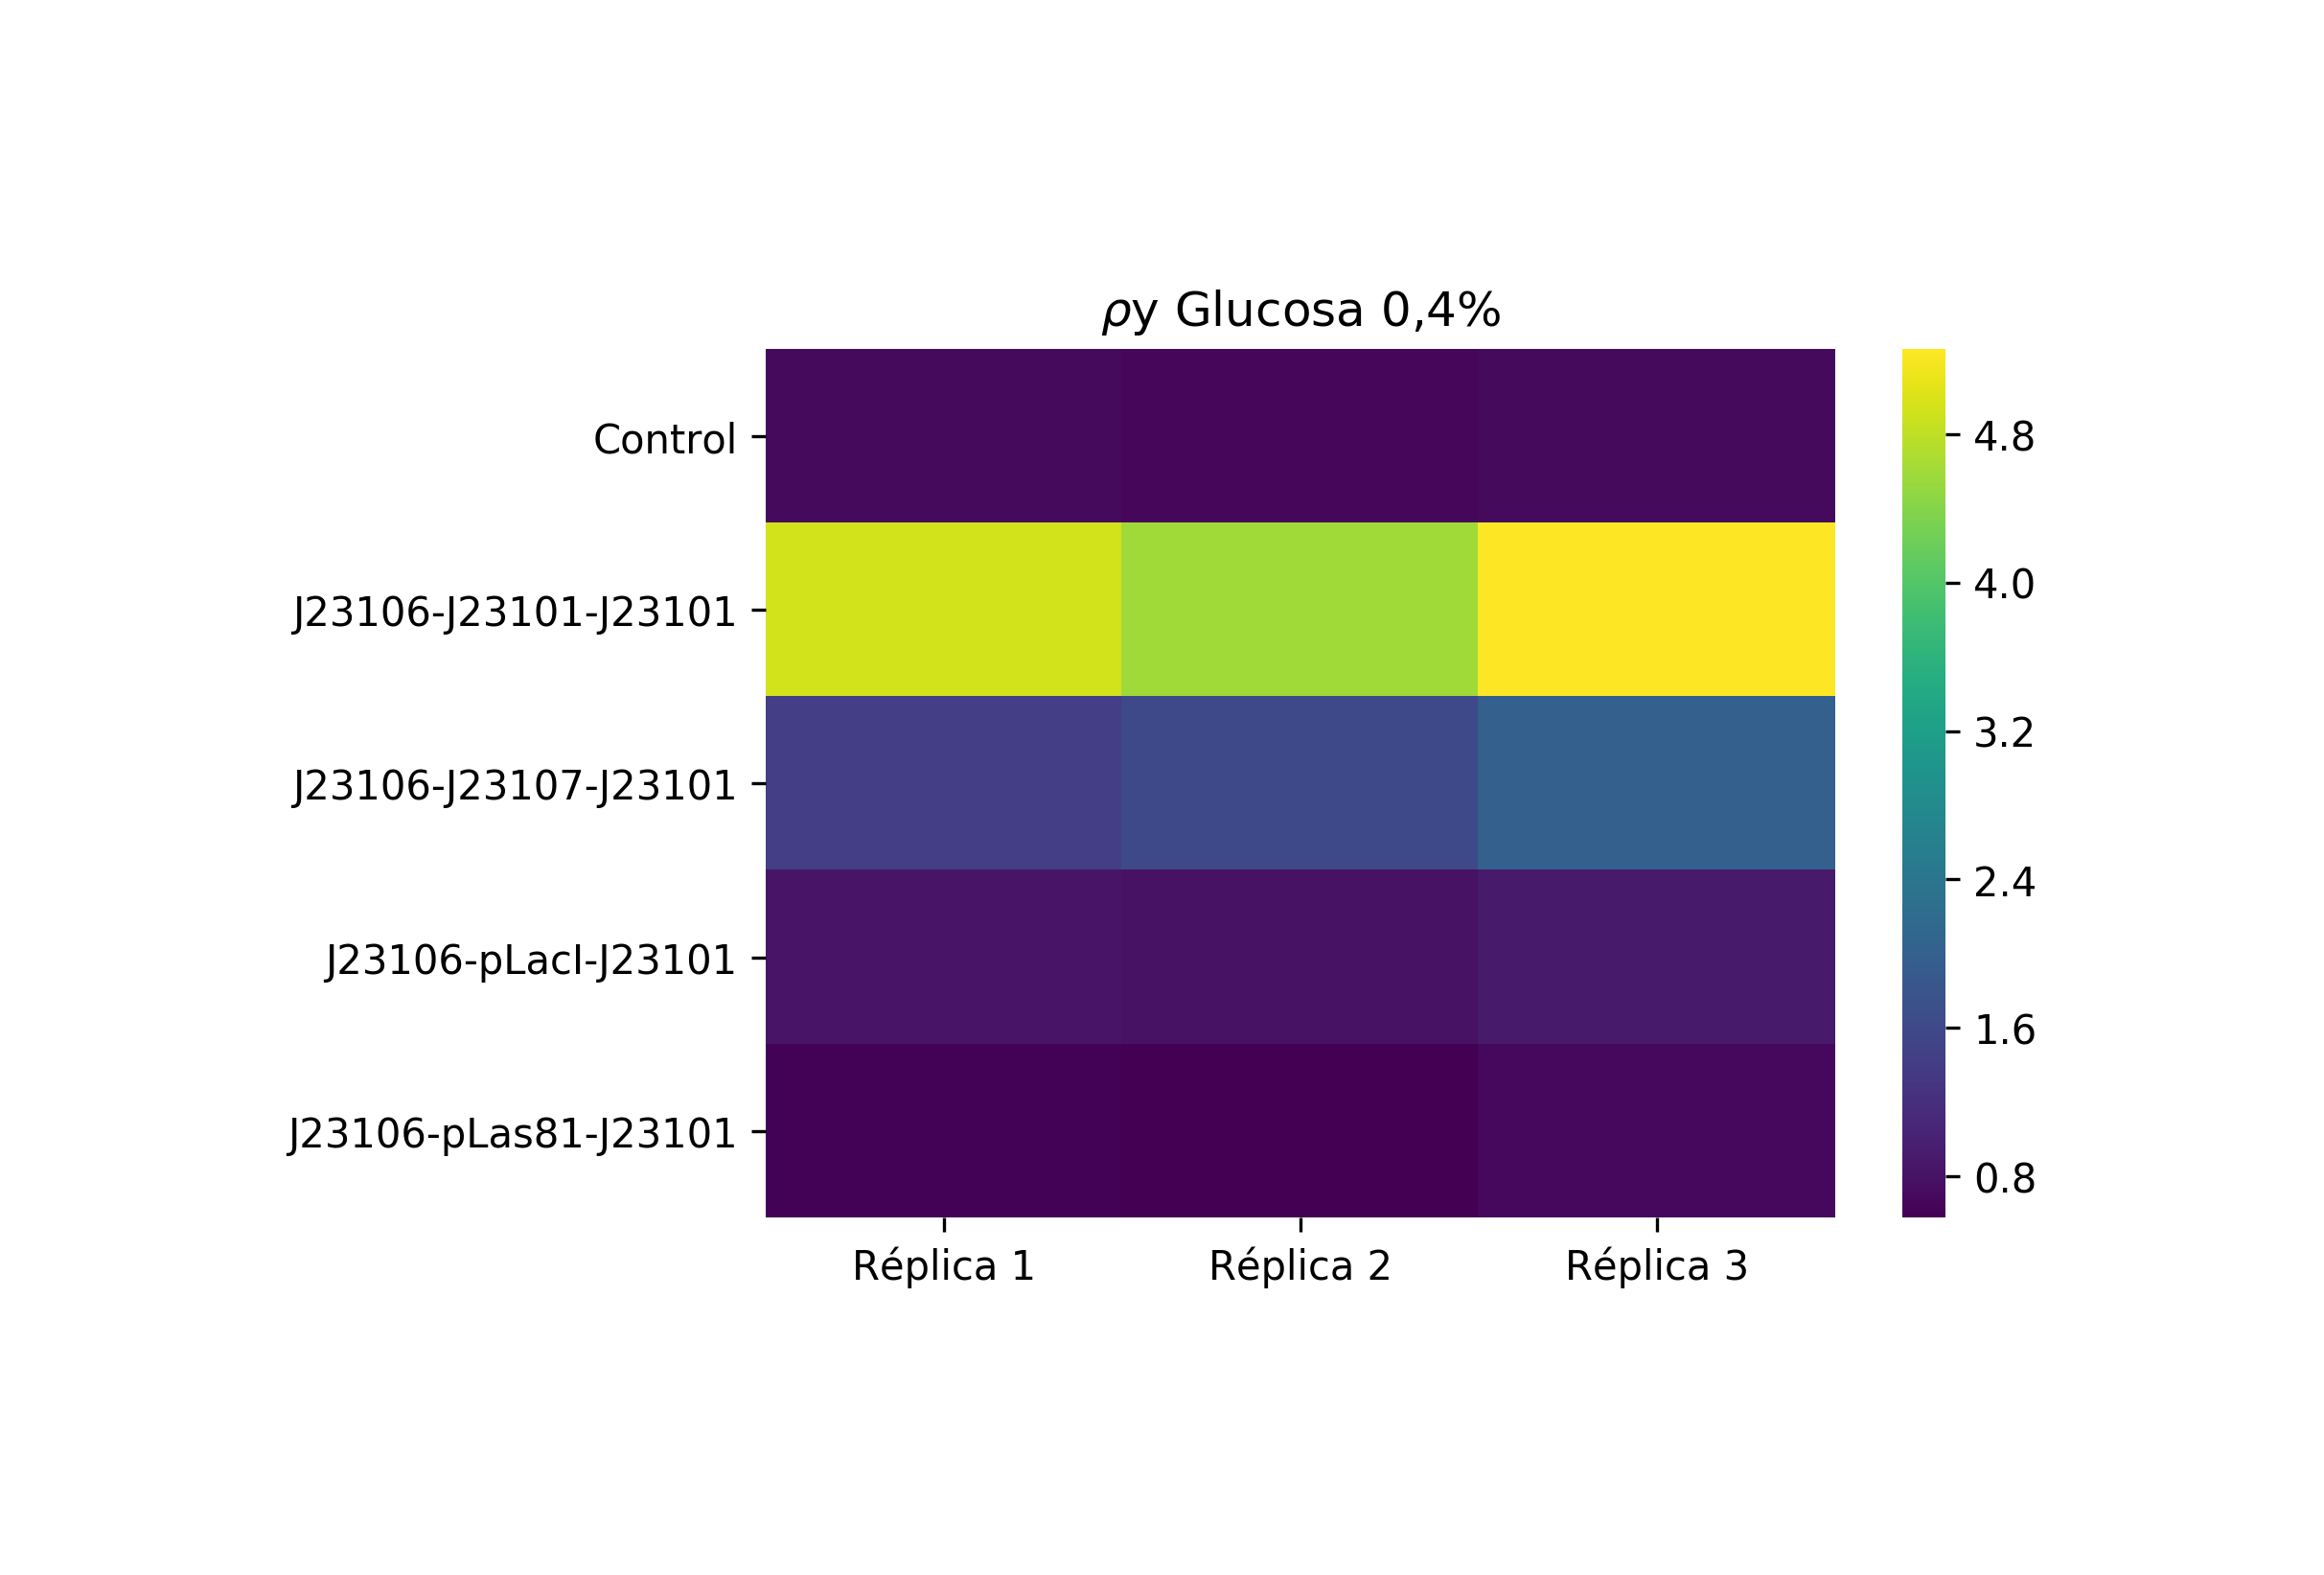 ρy Glucosa 0,4%
Control
J23106-J23101-J23101
J23106-J23107-J23101
J23106-pLacI-J23101
J23106-pLas81-J23101
Réplica 1
Réplica 2
Réplica 3
4.8
4.0
3.2
2.4
1.6
0.8